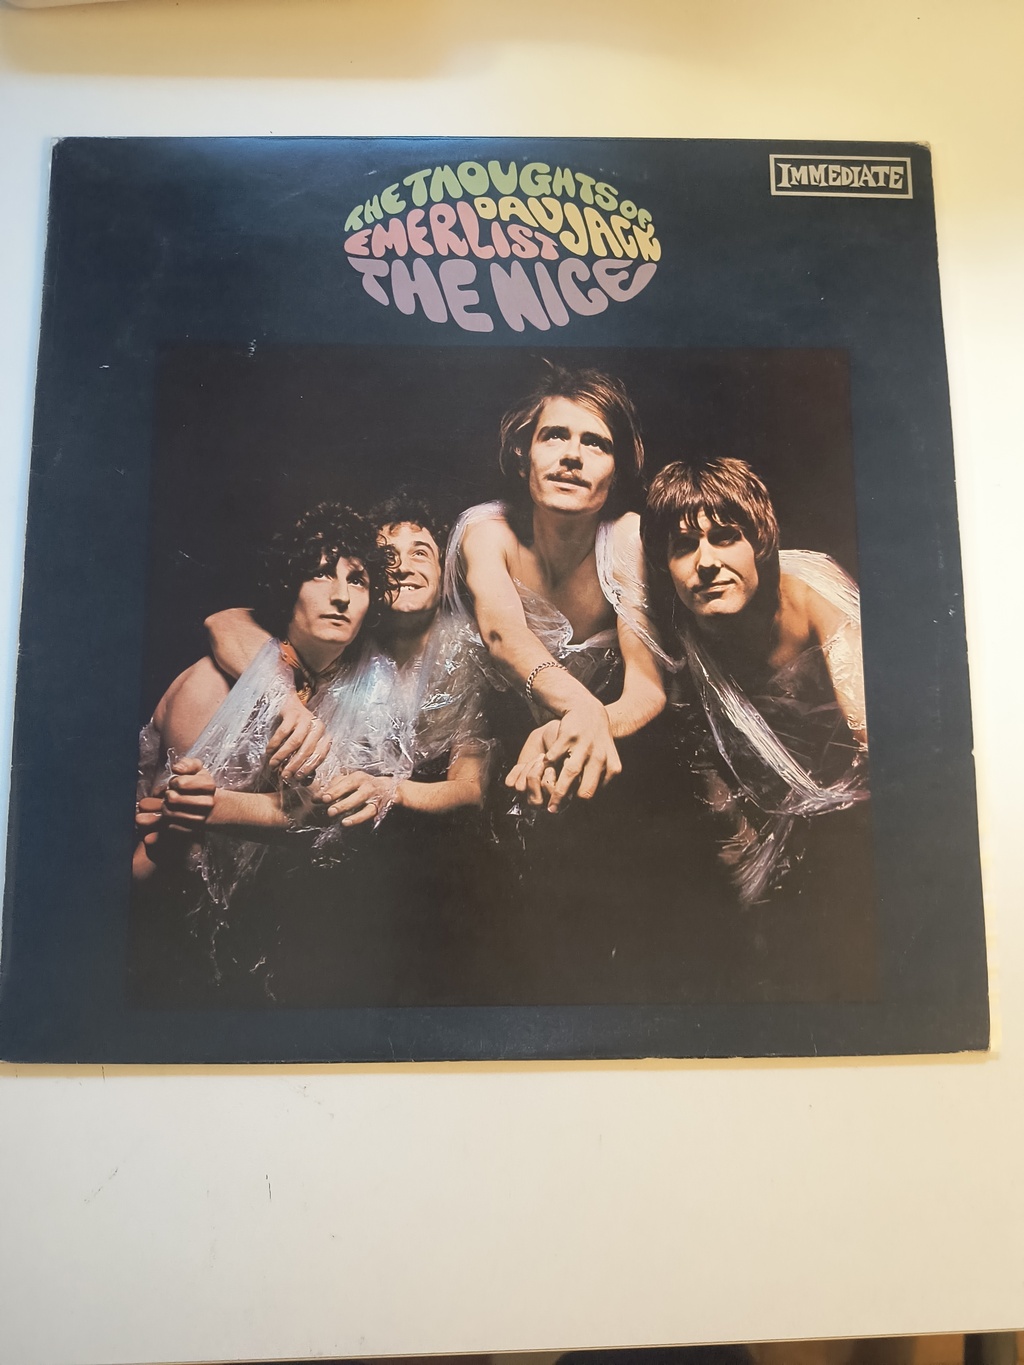 THE THOUGHTS OF
EMERLIST DAVJACK
THE NICE
IMMEDIATE